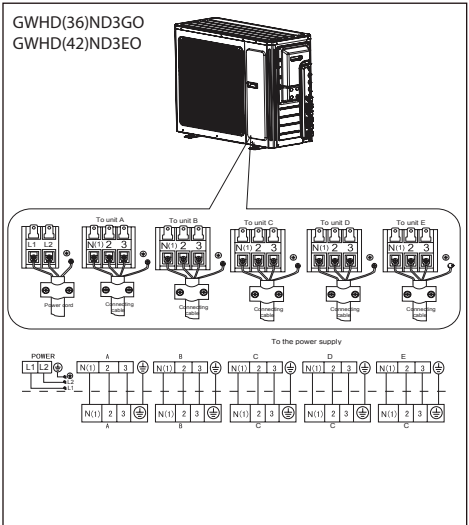 GWHD(36)ND3GO
GWHD(42)ND3EO
To unit A To unit B To unit C To unit D To unit E
L1 L2 N(1) 2 3 N(1) 2 3 N(1) 2 3 N(1) 2 3 N(1) 2 3
Power cord Connecting cable Connecting cable Connecting cable Connecting cable Connecting cable
To the power supply
POWER A B C D E
L1 L2 N(1) 2 3 N(1) 2 3 N(1) 2 3 N(1) 2 3 N(1) 2 3
L2
L1
N(1) 2 3 N(1) 2 3 N(1) 2 3 N(1) 2 3 N(1) 2 3
A B C C C